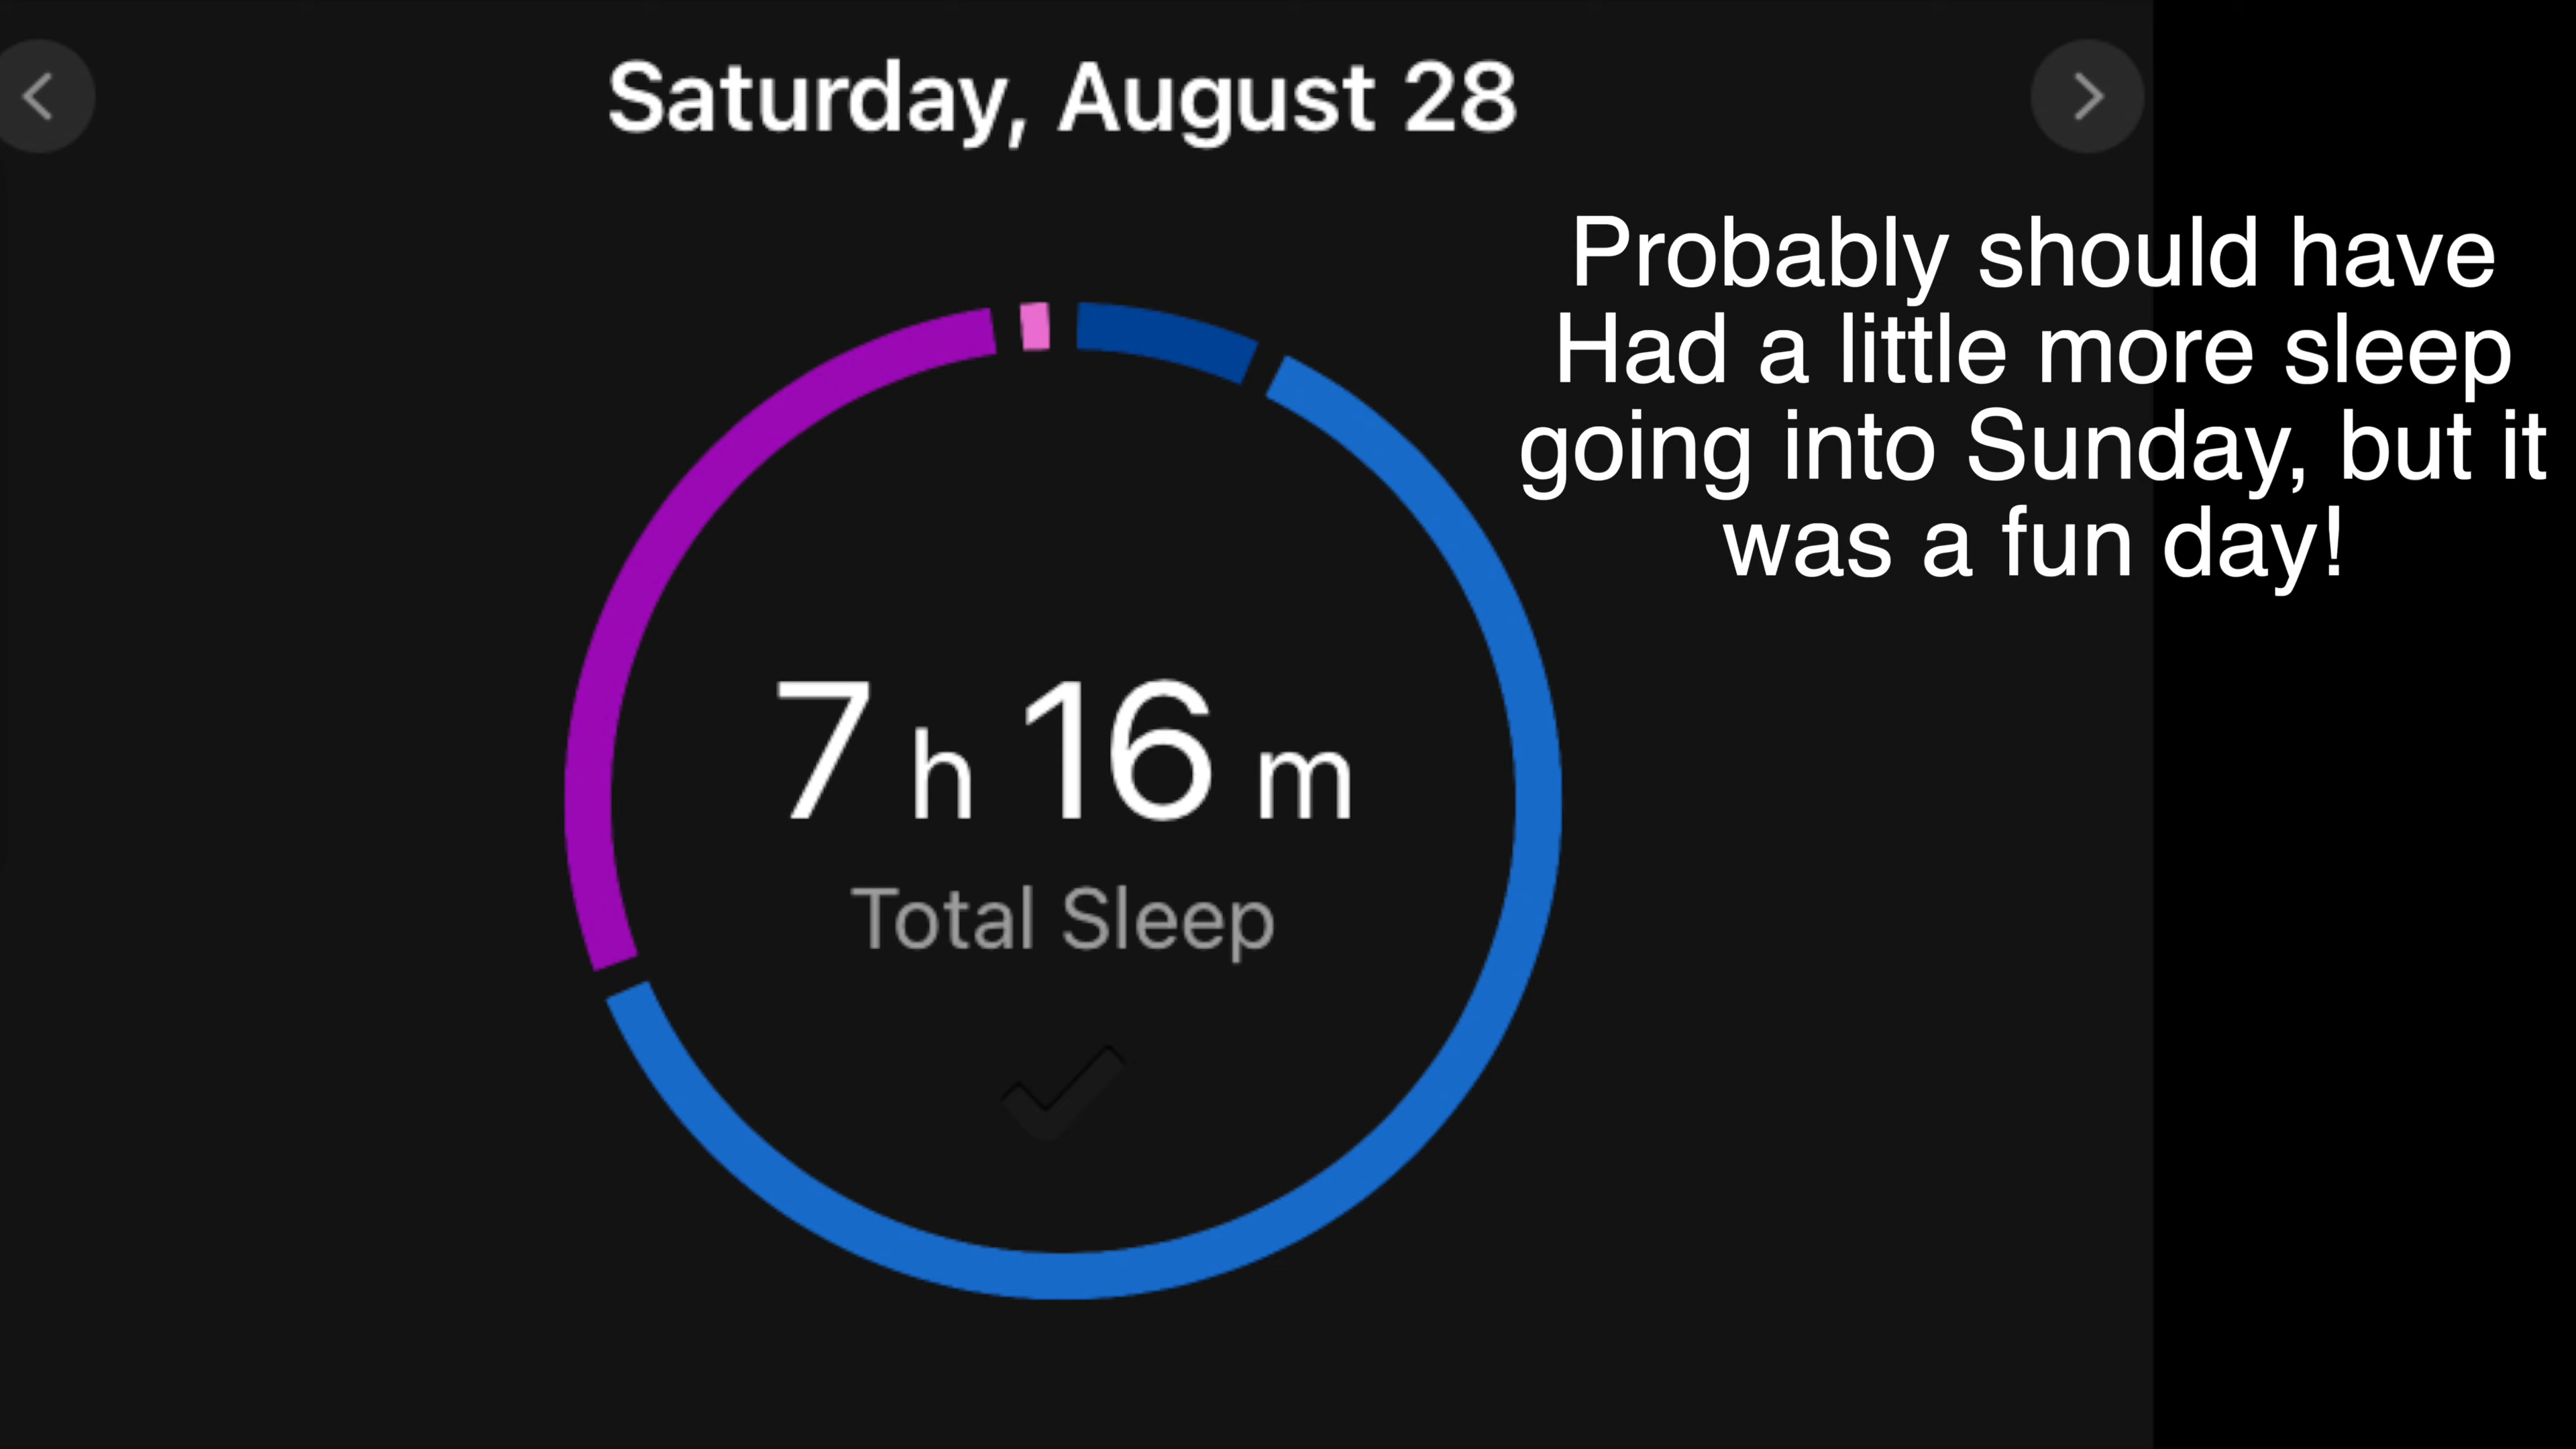 Saturday, August 28
Probably should have
Had a little more sleep
going into Sunday, but it
was a fun day!
7 h 16 m
Total Sleep